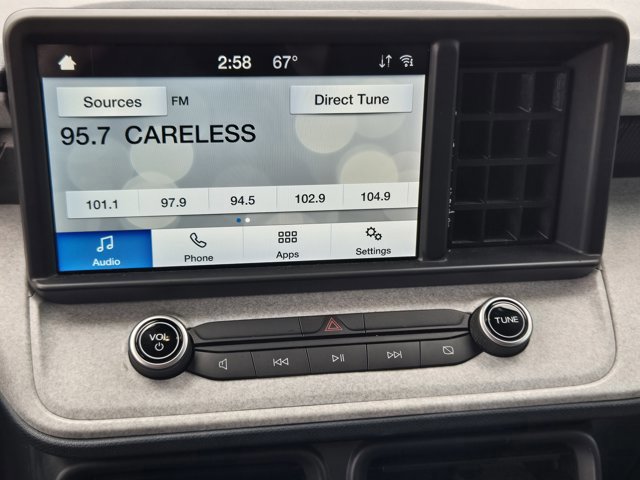 2:58 67°
Sources FM Direct Tune
95.7 CARELESS
101.1 97.9 94.5 102.9 104.9
Audio Phone Apps Settings
VOL TUNE